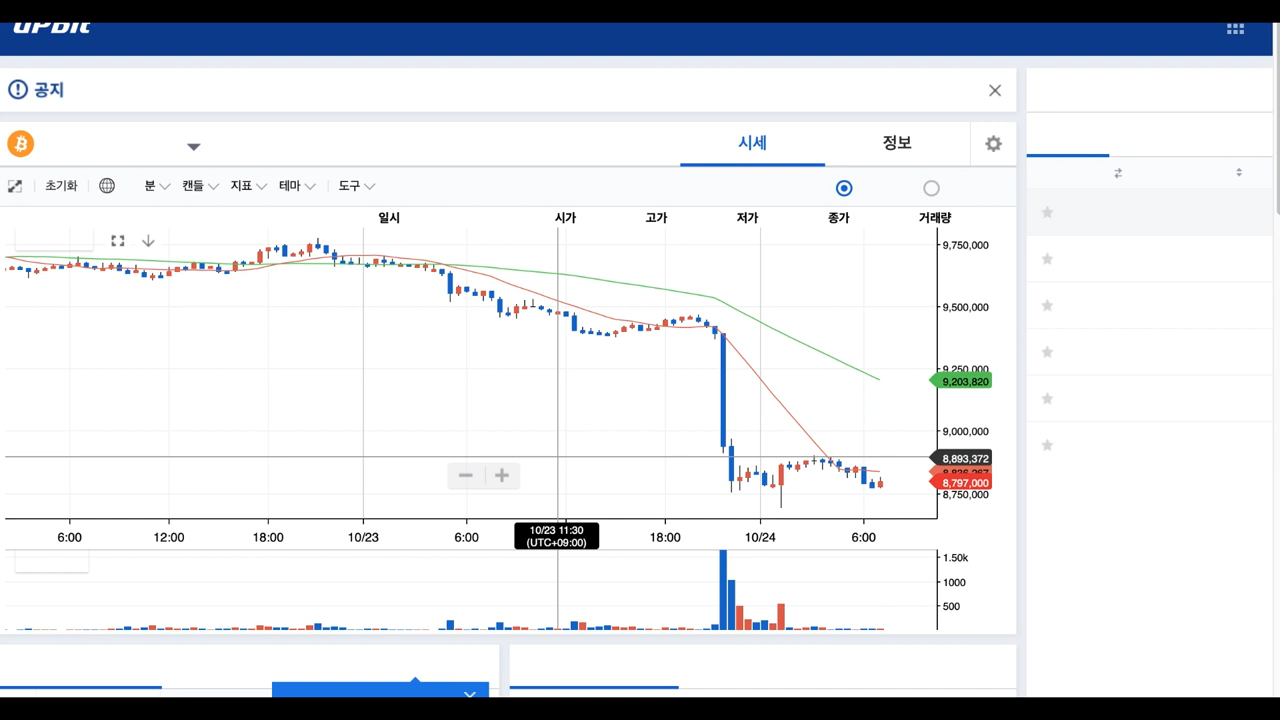 UPbit
공지
시세 정보
초기화 분 캔들 지표 테마 도구
일시 시가 고가 저가 종가 거래량
9,750,000
9,500,000
9,250,000
9,203,820
9,000,000
8,893,372
8,797,000
8,750,000
6:00 12:00 18:00 10/23 6:00 10/23 11:30 18:00 10/24 6:00
(UTC+09:00)
1.50k
1000
500